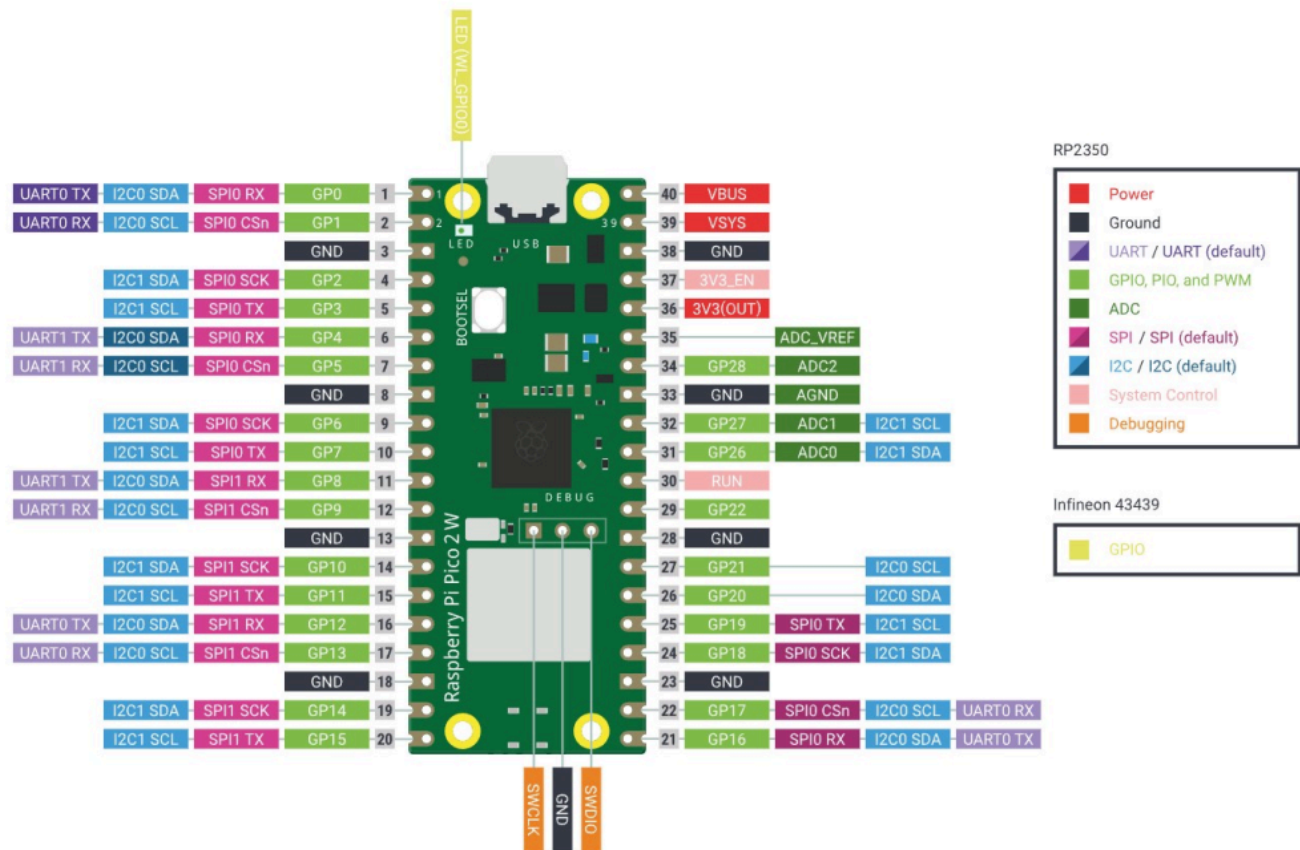 LED (WL_GPIO0)
UART0 TX I2C0 SDA SPI0 RX GP0 1 1 40 VBUS
UART0 RX I2C0 SCL SPI0 CSn GP1 2 2 39 39 VSYS
LED USB
GND 3 38 GND
I2C1 SDA SPI0 SCK GP2 4 37 3V3_EN
I2C1 SCL SPI0 TX GP3 5 BOOTSEL 36 3V3(OUT)
UART1 TX I2C0 SDA SPI0 RX GP4 6 35 ADC_VREF
UART1 RX I2C0 SCL SPI0 CSn GP5 7 34 GP28 ADC2
GND 8 33 GND AGND
I2C1 SDA SPI0 SCK GP6 9 32 GP27 ADC1 I2C1 SCL
I2C1 SCL SPI0 TX GP7 10 31 GP26 ADC0 I2C1 SDA
UART1 TX I2C0 SDA SPI1 RX GP8 11 30 RUN
DEBUG
UART1 RX I2C0 SCL SPI1 CSn GP9 12 29 GP22
GND 13 28 GND
I2C1 SDA SPI1 SCK GP10 14 27 GP21 I2C0 SCL
I2C1 SCL SPI1 TX GP11 15 26 GP20 I2C0 SDA
UART0 TX I2C0 SDA SPI1 RX GP12 16 25 GP19 SPI0 TX I2C1 SCL
UART0 RX I2C0 SCL SPI1 CSn GP13 17 24 GP18 SPI0 SCK I2C1 SDA
GND 18 23 GND
I2C1 SDA SPI1 SCK GP14 19 22 GP17 SPI0 CSn I2C0 SCL UART0 RX
I2C1 SCL SPI1 TX GP15 20 21 GP16 SPI0 RX I2C0 SDA UART0 TX
Raspberry Pi Pico 2 W
SWCLK
GND
SWDIO
RP2350
Power
Ground
UART / UART (default)
GPIO, PIO, and PWM
ADC
SPI / SPI (default)
I2C / I2C (default)
System Control
Debugging
Infineon 43439
GPIO